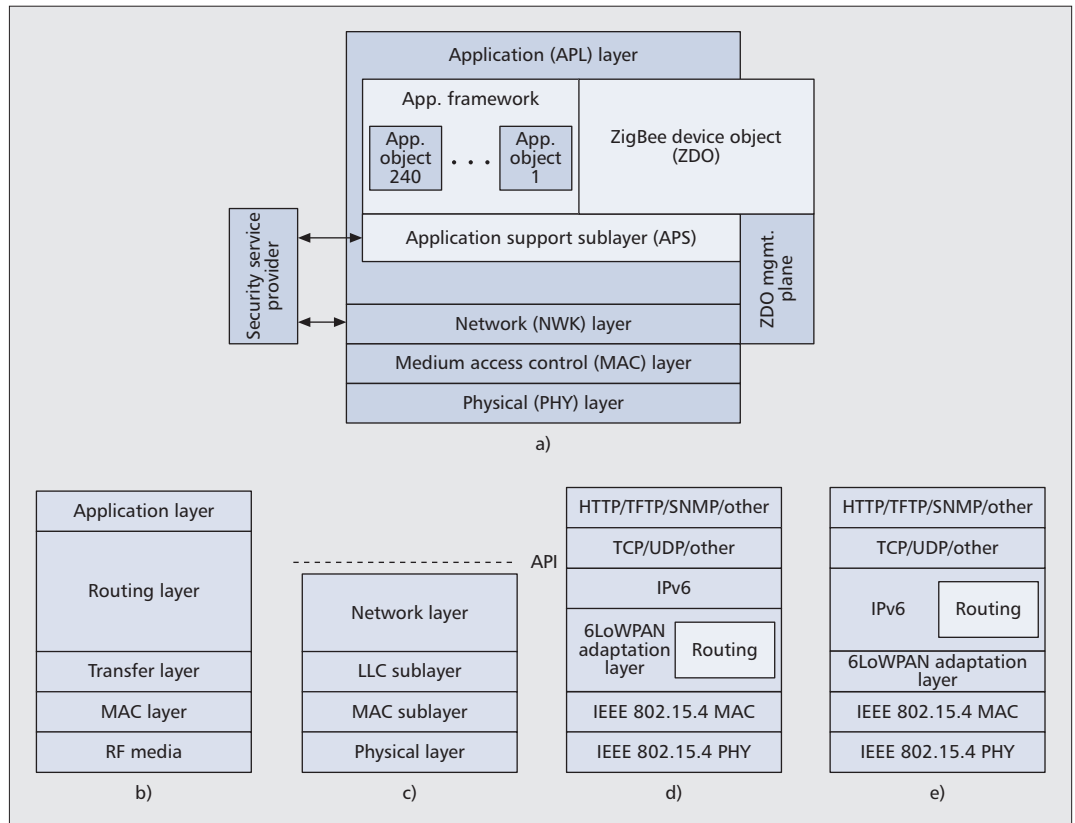 Application (APL) layer
App. framework
App.
object
240
. . .
App.
object
1
ZigBee device object
(ZDO)
Security service
provider
Application support sublayer (APS)
ZDO mgmt.
plane
Network (NWK) layer
Medium access control (MAC) layer
Physical (PHY) layer
a)
Application layer
Routing layer
Transfer layer
MAC layer
RF media
b)
API
Network layer
LLC sublayer
MAC sublayer
Physical layer
c)
HTTP/TFTP/SNMP/other
TCP/UDP/other
IPv6
6LoWPAN
adaptation
layer
Routing
IEEE 802.15.4 MAC
IEEE 802.15.4 PHY
d)
HTTP/TFTP/SNMP/other
TCP/UDP/other
IPv6
Routing
6LoWPAN adaptation
layer
IEEE 802.15.4 MAC
IEEE 802.15.4 PHY
e)